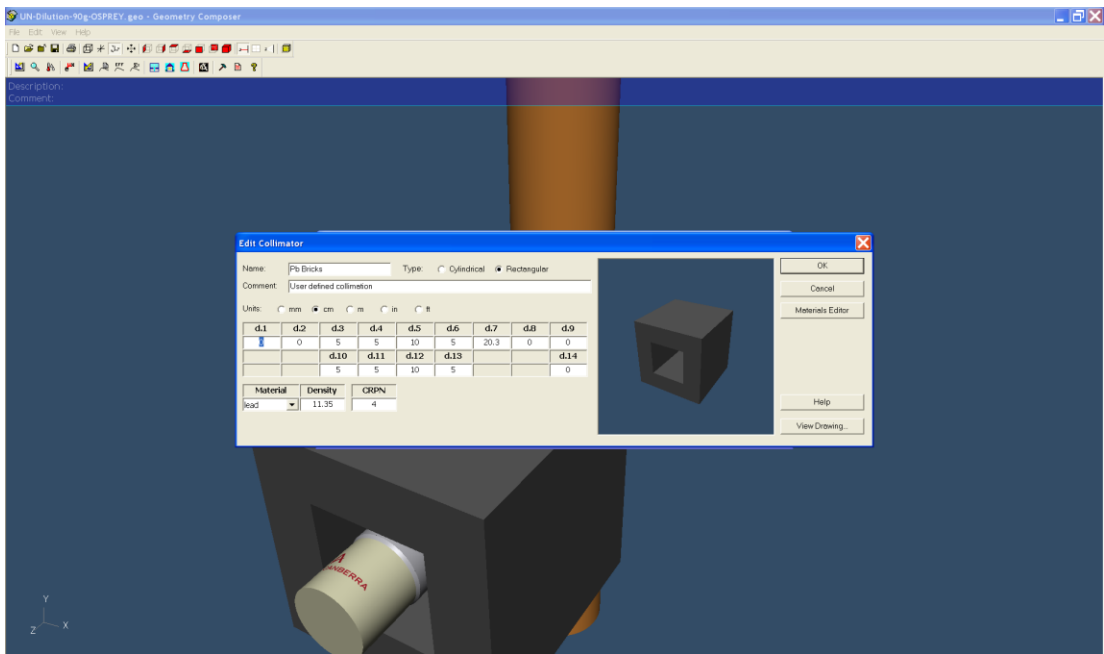 UN-Dilution-90g-OSPREY.geo - Geometry Composer
File Edit View Help
Description:
Comment:
Edit Collimator
Name: Pb Bricks Type: Cylindrical Rectangular
Comment: User defined collimation
Units: mm cm m in ft
d.1 d.2 d.3 d.4 d.5 d.6 d.7 d.8 d.9
0 0 5 5 10 5 20.3 0 0
d.10 d.11 d.12 d.13 d.14
5 5 10 5 0
Material Density CRPN
lead 11.35 4
OK
Cancel
Materials Editor
Help
View Drawing...
CANBERRA
Y
Z X